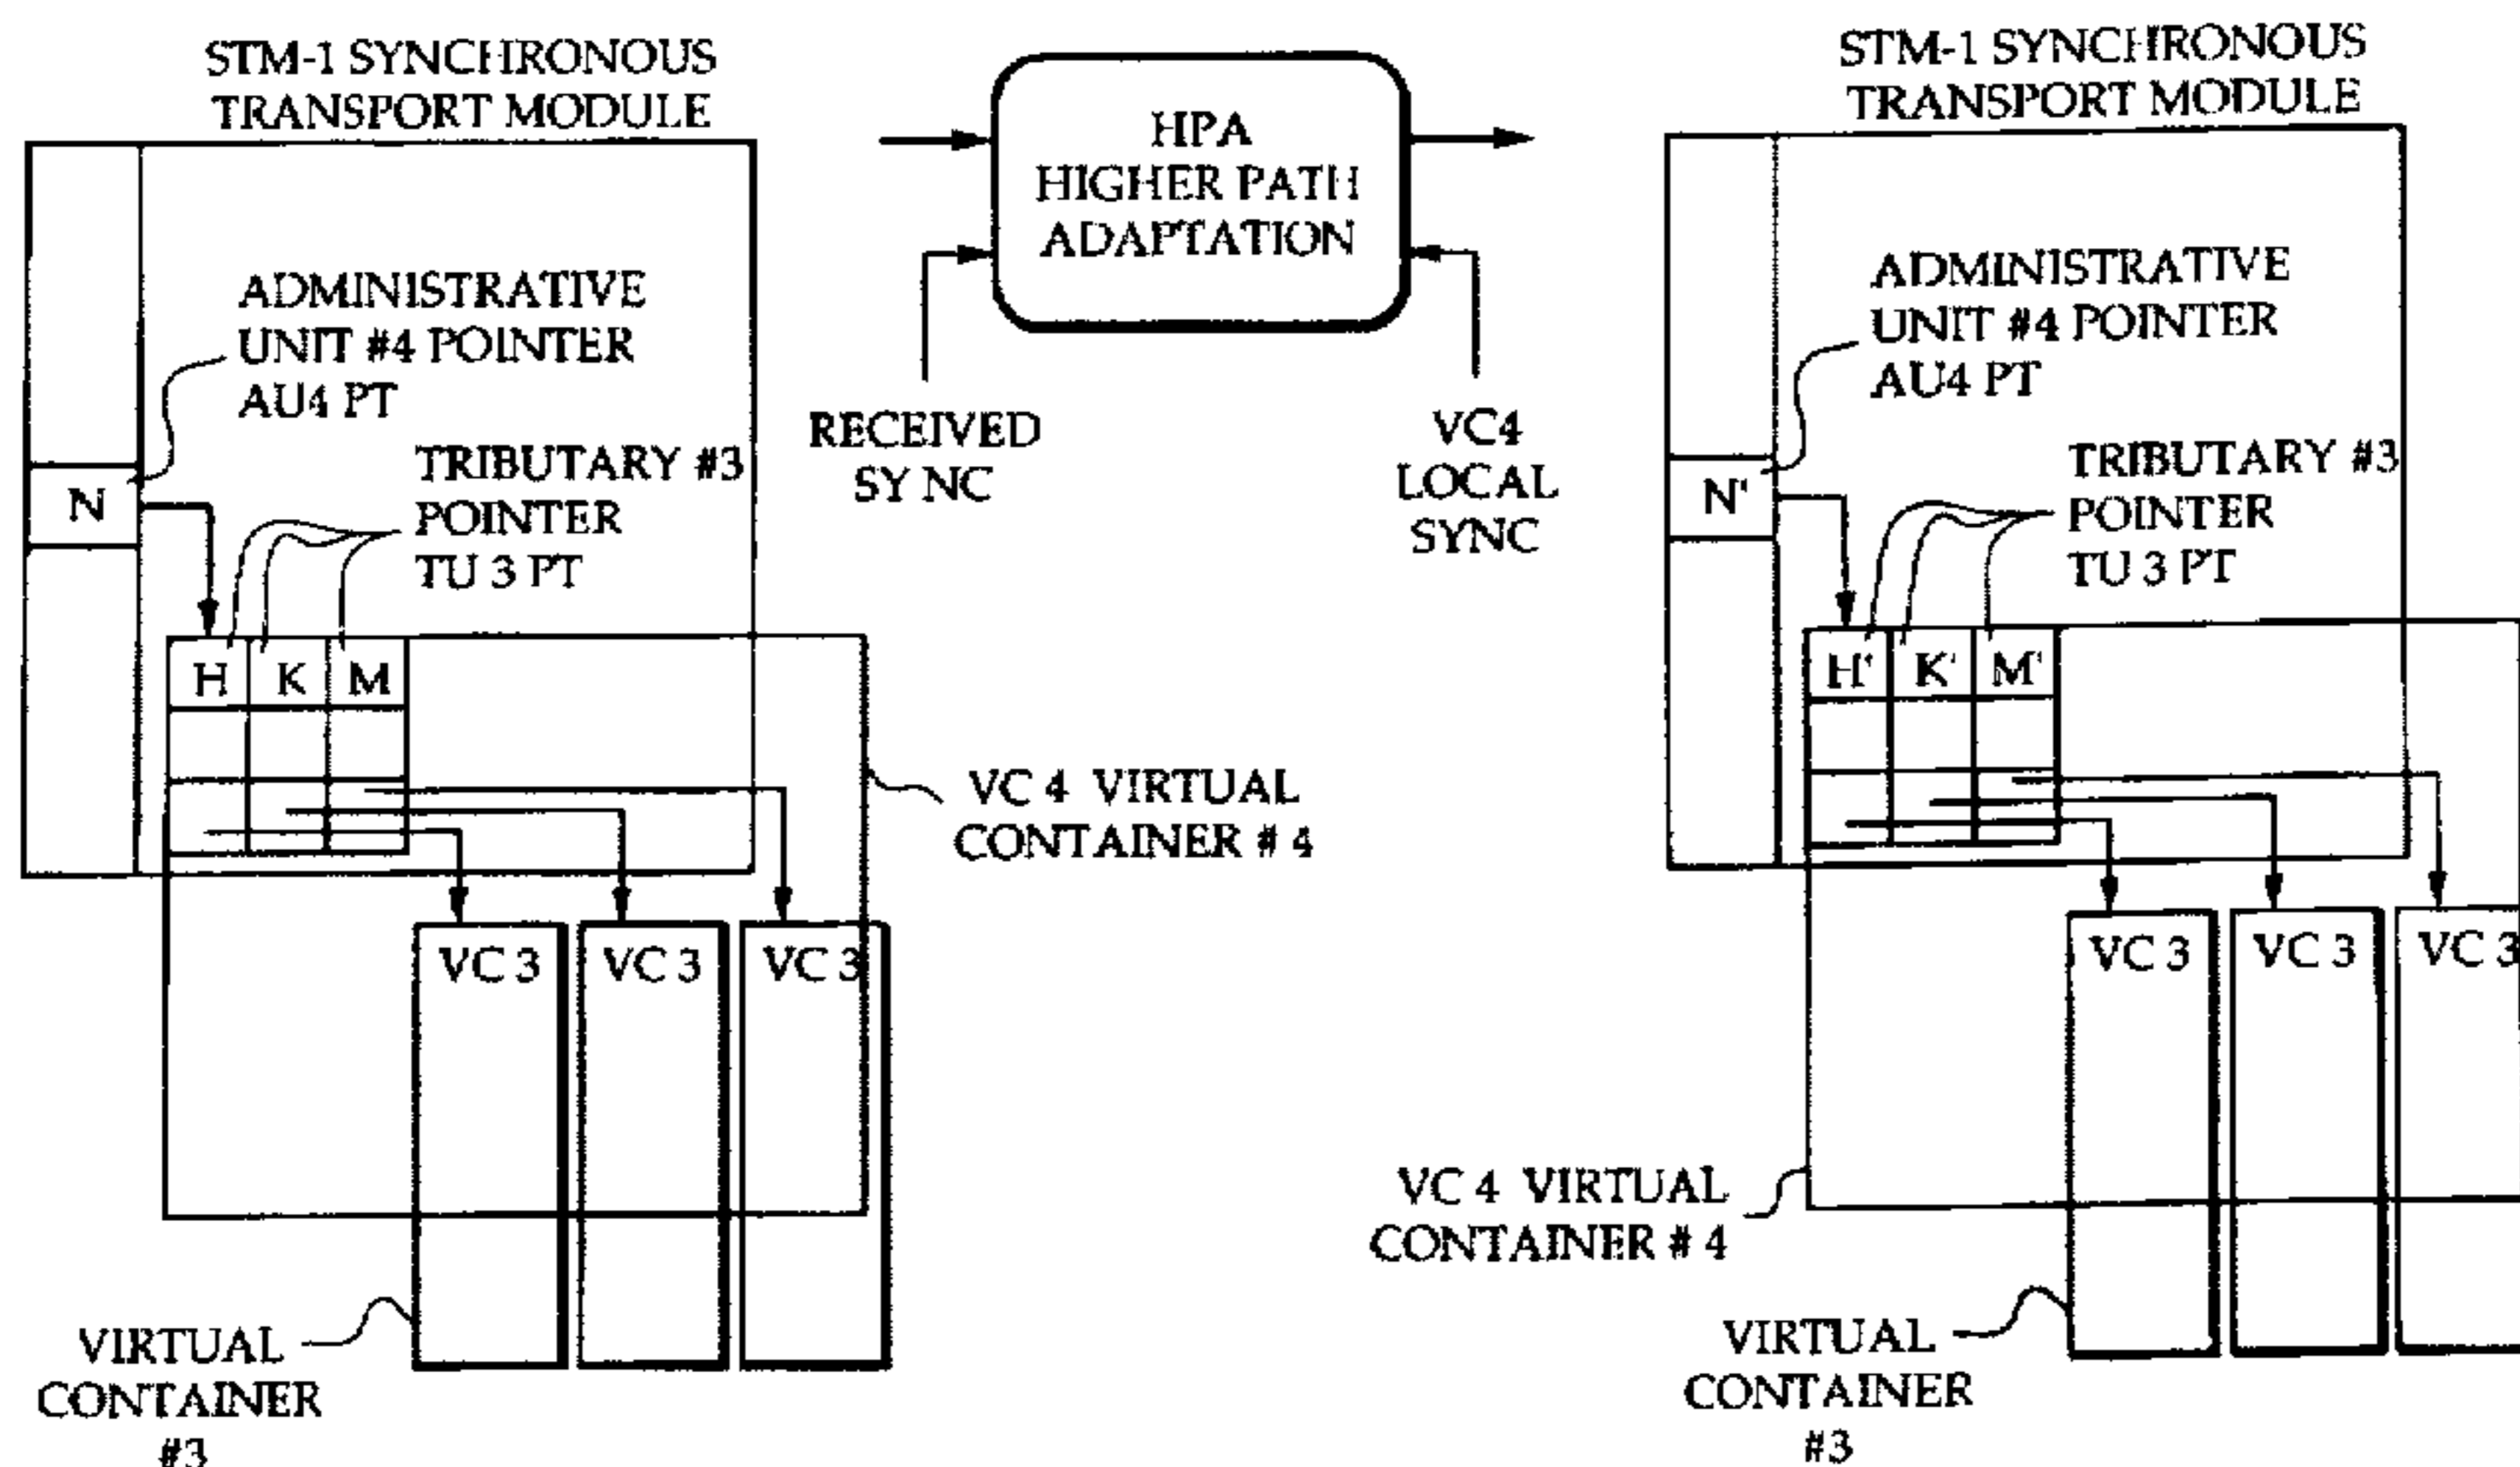 STM-1 SYNCHRONOUS
TRANSPORT MODULE
ADMINISTRATIVE
UNIT #4 POINTER
AU4 PT
N
TRIBUTARY #3
POINTER
TU 3 PT
H K M
VC 4 VIRTUAL
CONTAINER # 4
VC 3 VC 3 VC 3
VIRTUAL
CONTAINER
#3
HPA
HIGHER PATH
ADAPTATION
RECEIVED
SY NC
VC4
LOCAL
SYNC
STM-1 SYNCHRONOUS
TRANSPORT MODULE
ADMINISTRATIVE
UNIT #4 POINTER
AU4 PT
N'
TRIBUTARY #3
POINTER
TU 3 PT
H' K' M'
VC 3 VC 3 VC 3
VC 4 VIRTUAL
CONTAINER # 4
VIRTUAL
CONTAINER
#3